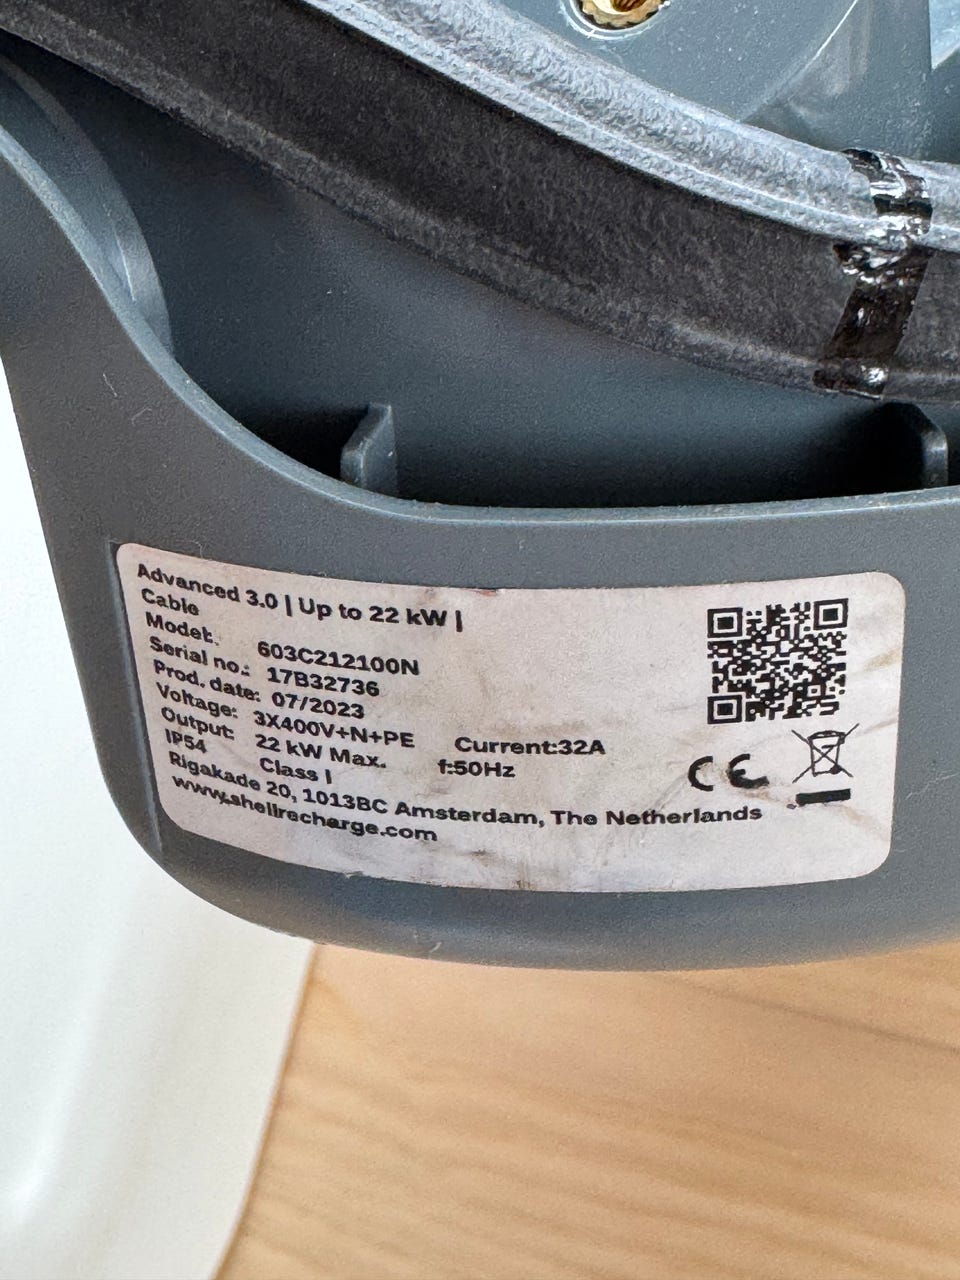 Advanced 3.0 | Up to 22 kW |
Cable
Model: 603C212100N
Serial no.: 17B32736
Prod. date: 07/2023
Voltage: 3X400V+N+PE Current:32A
Output: 22 kW Max. f:50Hz
IP54 Class I
Rigakade 20, 1013BC Amsterdam, The Netherlands
www.shellrecharge.com
CE